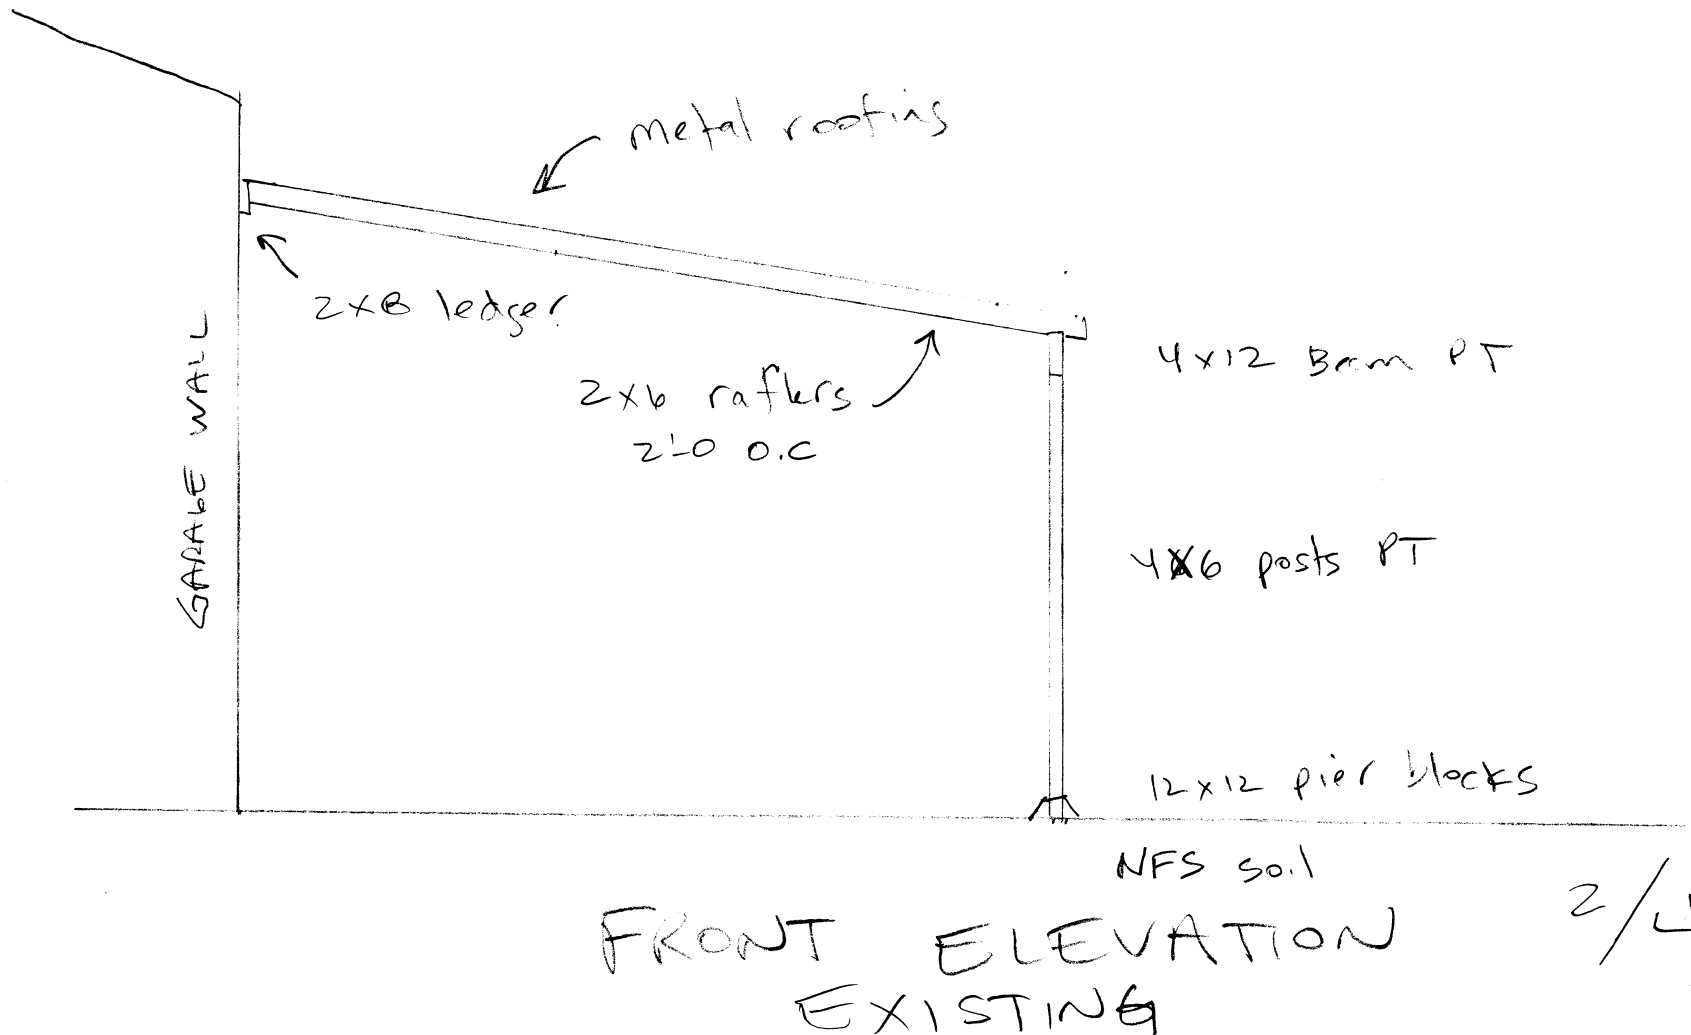 metal roofing
2x8 ledger
2x6 rafters
2'-0 O.C
4x12 Beam PT
GARAGE WALL
4x6 posts PT
12x12 pier blocks
NFS soil
FRONT ELEVATION
EXISTING
2/